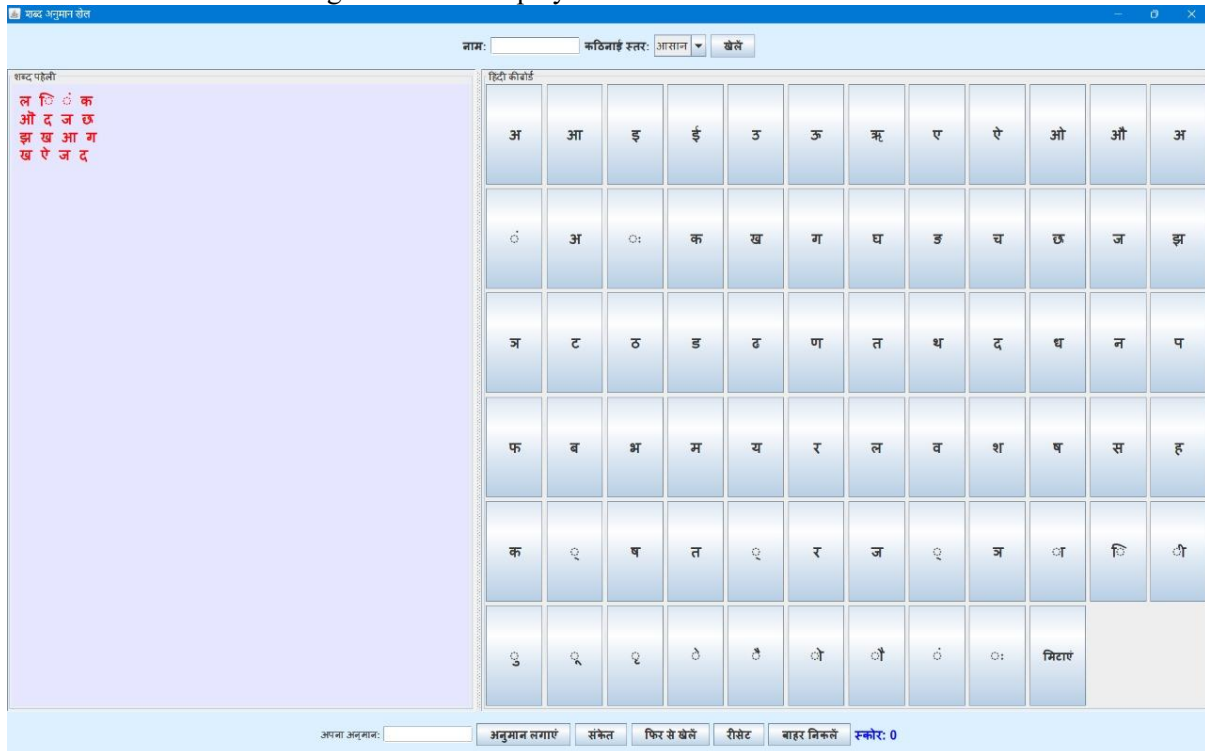 शब्द अनुमान खेल
नाम: कठिनाई स्तर: आसान खेलें
शब्द पहेली
ल ि ं क
ऒ द ज छ
झ ख आ ग
ख ऐ ज द
हिंदी कीबोर्ड
अ आ इ ई उ ऊ ऋ ए ऐ ओ औ अ
ं अ ः क ख ग घ ङ च छ ज झ
ञ ट ठ ड ढ ण त थ द ध न प
फ ब भ म य र ल व श ष स ह
क ् ष त ् र ज ् ञ ा ि ी
ु ू ृ े ै ो ौ ं ः मिटाएं
अपना अनुमान: अनुमान लगाएं संकेत फिर से खेलें रीसेट बाहर निकलें स्कोर: 0